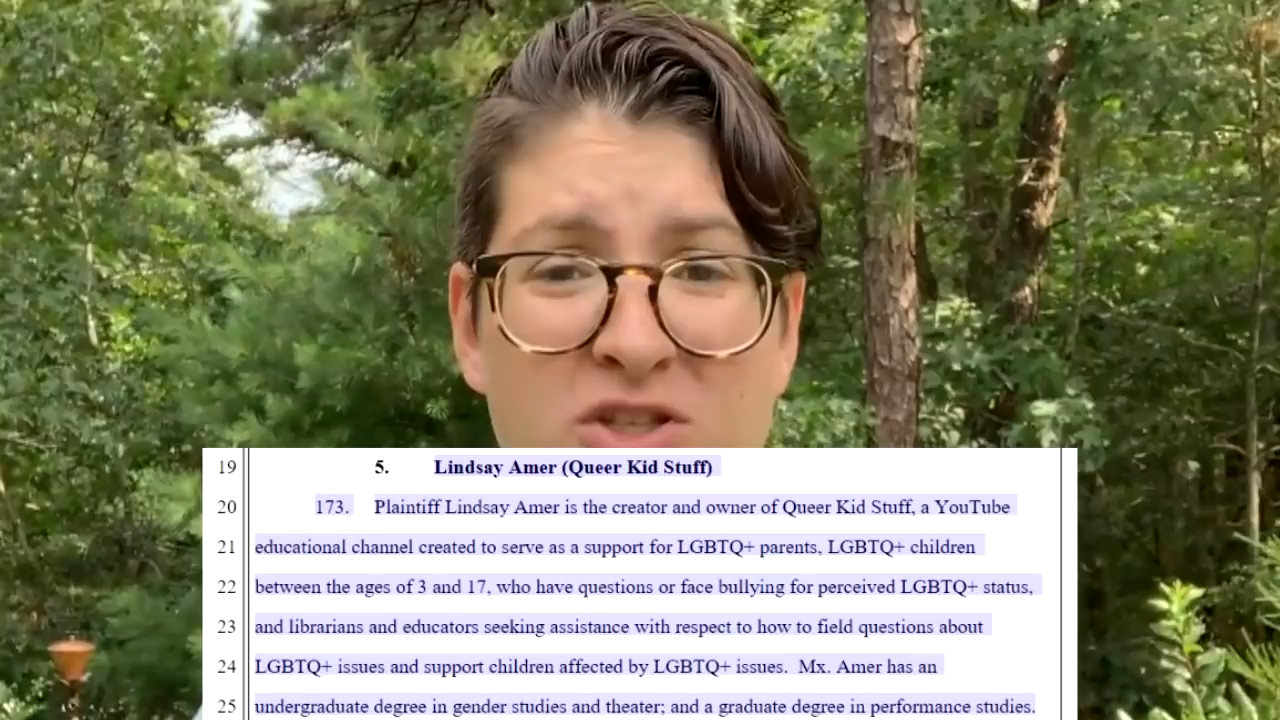 19 5. Lindsay Amer (Queer Kid Stuff)
20 173. Plaintiff Lindsay Amer is the creator and owner of Queer Kid Stuff, a YouTube
21 educational channel created to serve as a support for LGBTQ+ parents, LGBTQ+ children
22 between the ages of 3 and 17, who have questions or face bullying for perceived LGBTQ+ status,
23 and librarians and educators seeking assistance with respect to how to field questions about
24 LGBTQ+ issues and support children affected by LGBTQ+ issues. Mx. Amer has an
25 undergraduate degree in gender studies and theater; and a graduate degree in performance studies.